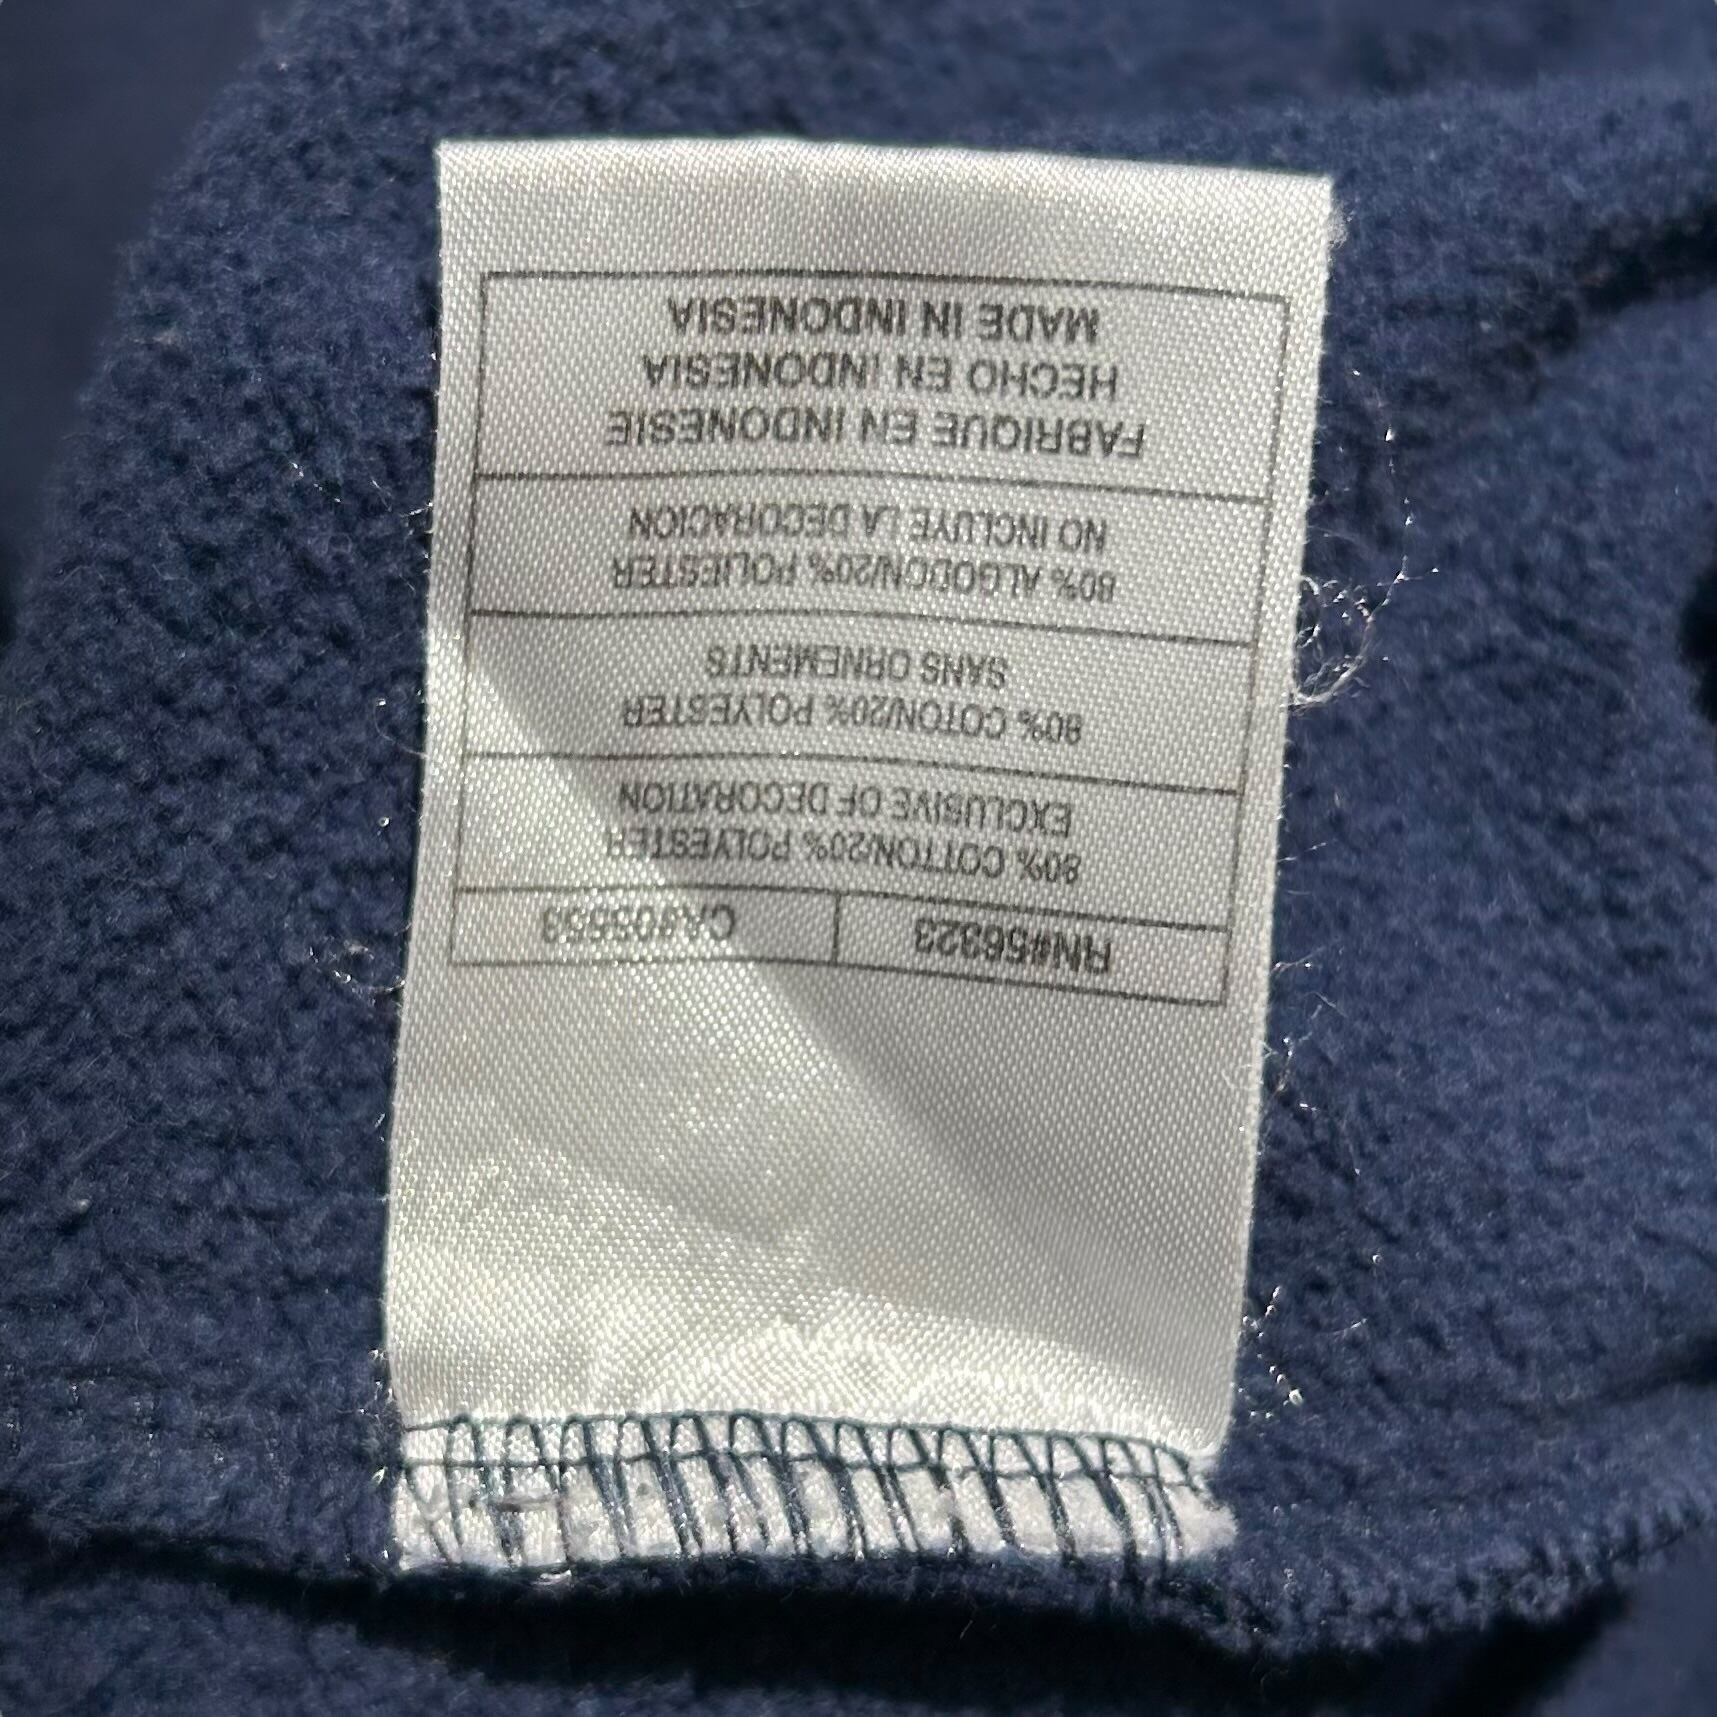 RN#56323 CA#05553
80% COTTON/20% POLYESTER
EXCLUSIVE OF DECORATION
80% COTON/20% POLYESTER
SANS ORNEMENTS
80% ALGODON/20% POLIESTER
NO INCLUYE LA DECORACION
FABRIQUE EN INDONESIE
HECHO EN INDONESIA
MADE IN INDONESIA